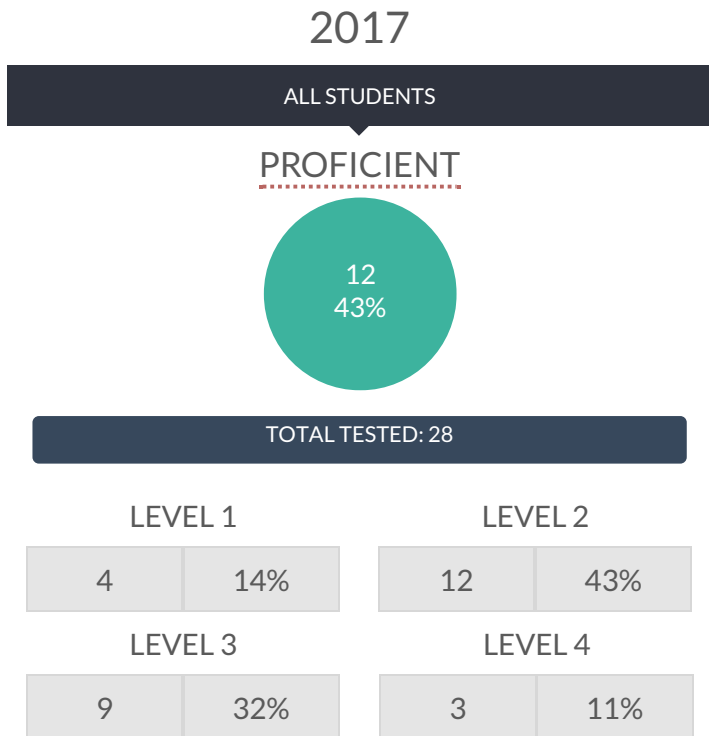 2017
ALL STUDENTS
PROFICIENT
12
43%
TOTAL TESTED: 28
LEVEL 1 LEVEL 2
4 14% 12 43%
LEVEL 3 LEVEL 4
9 32% 3 11%